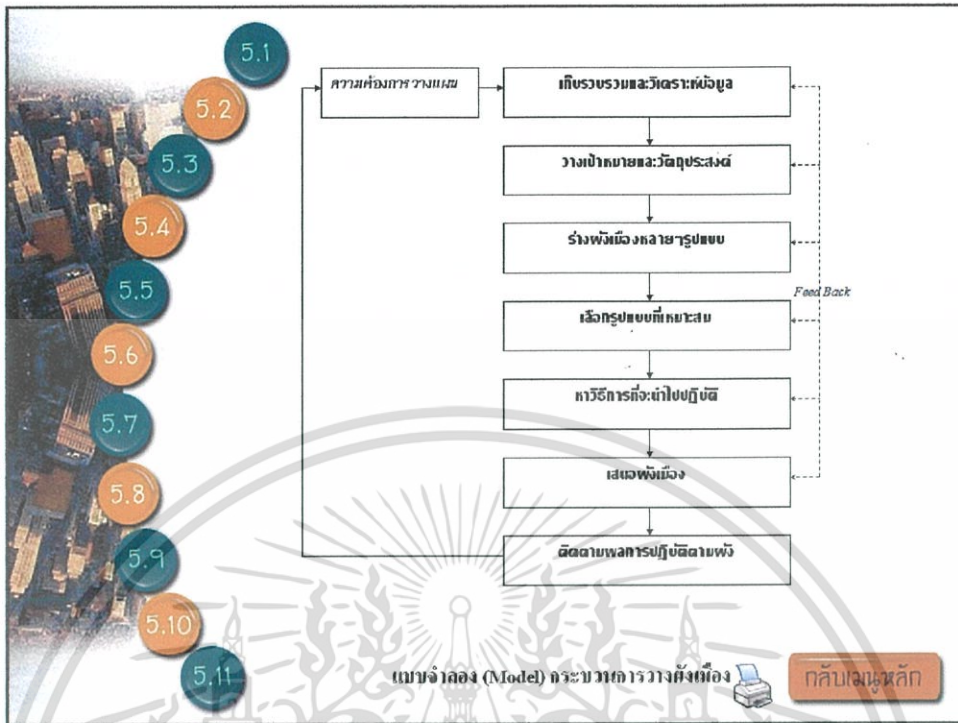 5.1
5.2
5.3
5.4
5.5
5.6
5.7
5.8
5.9
5.10
5.11
ความต้องการวางแผน
เก็บรวบรวมและวิเคราะห์ข้อมูล
วางเป้าหมายและวัตถุประสงค์
ร่างผังเมืองหลายๆรูปแบบ
Feed Back
เลือกรูปแบบที่เหมาะสม
หาวิธีการที่จะนำไปปฏิบัติ
เสนอผังเมือง
ติดตามผลการปฏิบัติตามผัง
แบบจำลอง (Model) กระบวนการวางผังเมือง
กลับเมนูหลัก